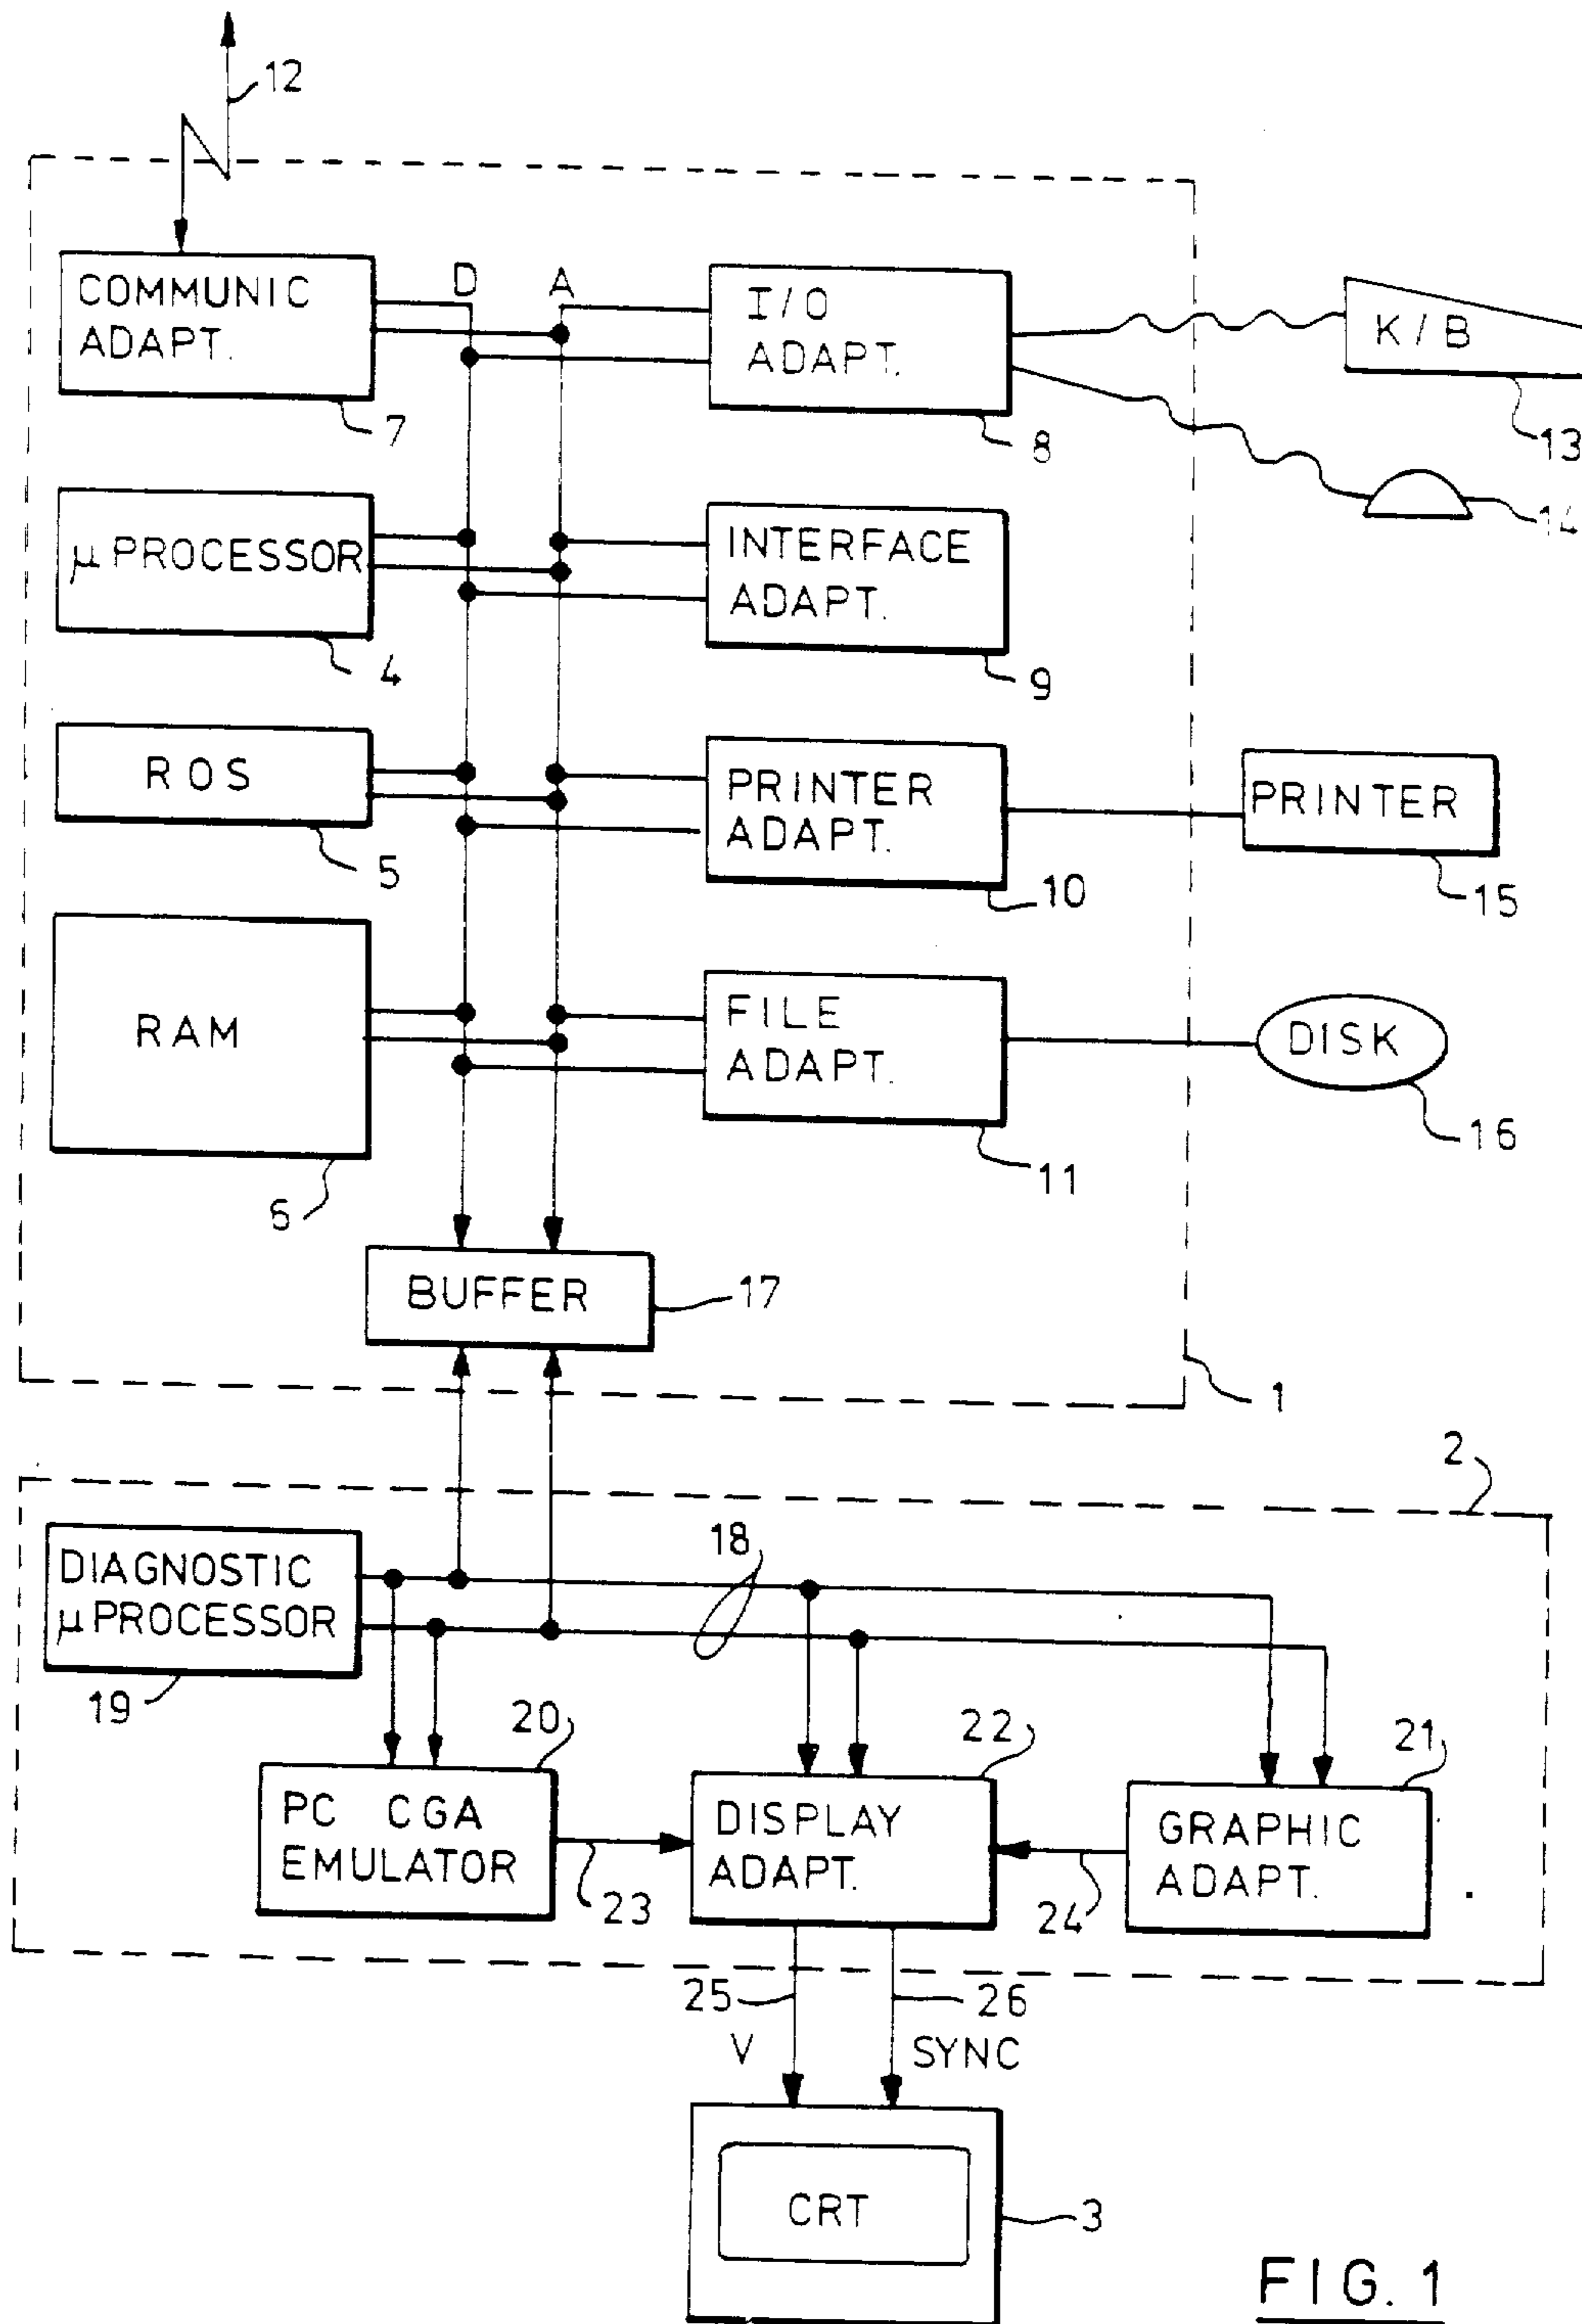 12
COMMUNIC
ADAPT.
7
D
A
I/O
ADAPT.
8
K/B
13
14
μ PROCESSOR
4
INTERFACE
ADAPT.
9
ROS
5
PRINTER
ADAPT.
10
PRINTER
15
RAM
6
FILE
ADAPT.
11
DISK
16
BUFFER
17
1
2
DIAGNOSTIC
μ PROCESSOR
19
18
PC CGA
EMULATOR
20
23
DISPLAY
ADAPT.
22
24
GRAPHIC
ADAPT.
21
25
V
26
SYNC
CRT
3
FIG. 1